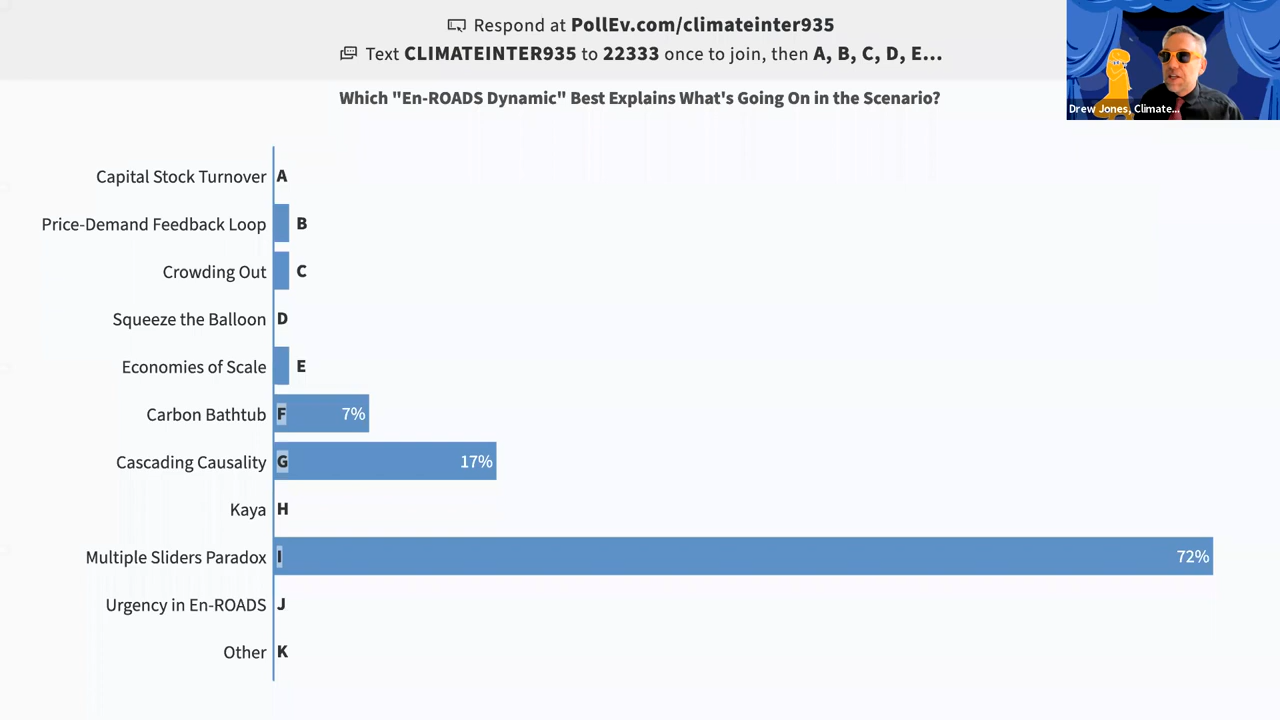 Respond at PollEv.com/climateinter935
Text CLIMATEINTER935 to 22333 once to join, then A, B, C, D, E...
Which "En-ROADS Dynamic" Best Explains What's Going On in the Scenario?
Drew Jones, Climate...
Capital Stock Turnover A
Price-Demand Feedback Loop B
Crowding Out C
Squeeze the Balloon D
Economies of Scale E
Carbon Bathtub F 7%
Cascading Causality G 17%
Kaya H
Multiple Sliders Paradox I 72%
Urgency in En-ROADS J
Other K